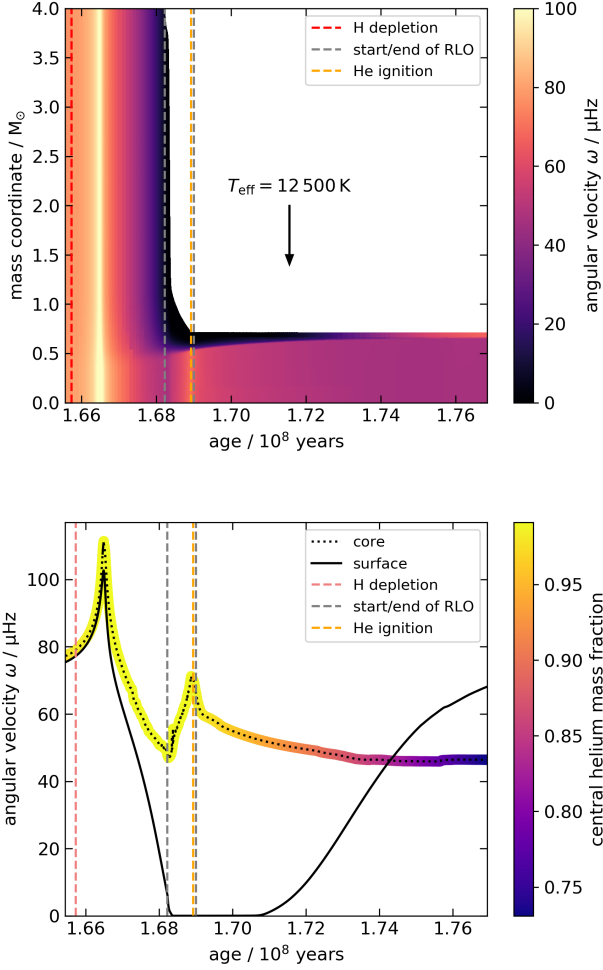 4.0
3.5
3.0
2.5
2.0
1.5
1.0
0.5
0.0
mass coordinate / M⊙
H depletion
start/end of RLO
He ignition
T_eff = 12 500 K
1.66
1.68
1.70
1.72
1.74
1.76
age / 10⁸ years
100
80
60
40
20
0
angular velocity ω / μHz
100
80
60
40
20
0
angular velocity ω / μHz
core
surface
H depletion
start/end of RLO
He ignition
1.66
1.68
1.70
1.72
1.74
1.76
age / 10⁸ years
0.95
0.90
0.85
0.80
0.75
central helium mass fraction